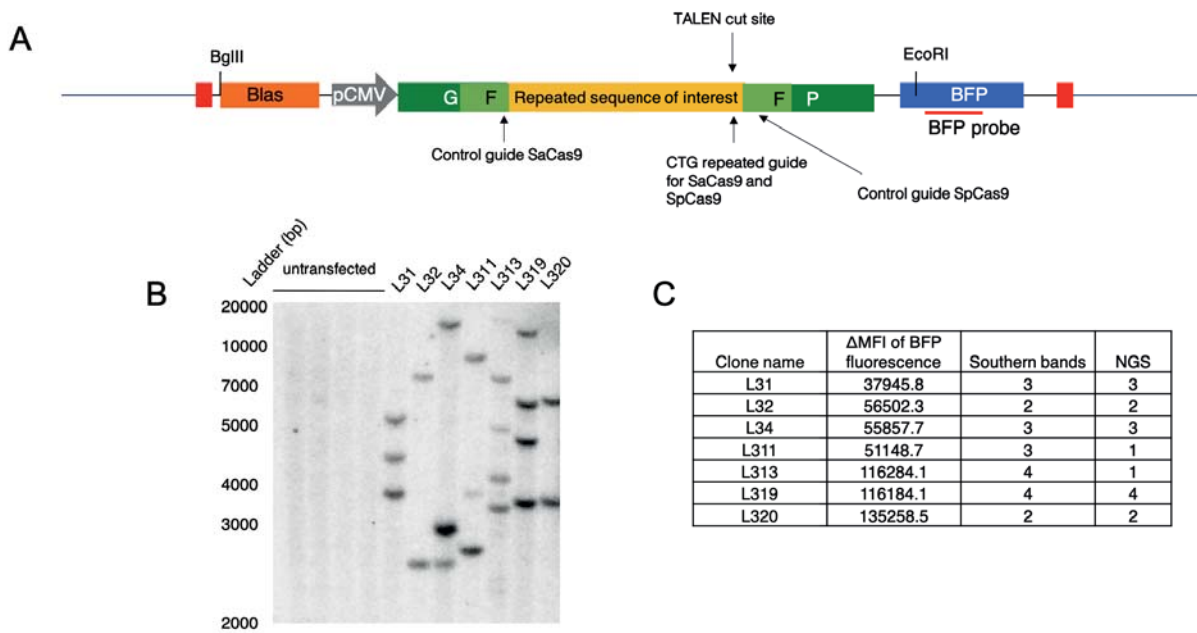 A
TALEN cut site
BglII
EcoRI
Blas
pCMV
G F Repeated sequence of interest F P
BFP
BFP probe
Control guide SaCas9
CTG repeated guide
for SaCas9 and
SpCas9
Control guide SpCas9
B
Ladder (bp)
untransfected
L31 L32 L34 L311 L313 L319 L320
20000
10000
7000
5000
4000
3000
2000
C
Clone name ΔMFI of BFP fluorescence Southern bands NGS
L31 37945.8 3 3
L32 56502.3 2 2
L34 55857.7 3 3
L311 51148.7 3 1
L313 116284.1 4 1
L319 116184.1 4 4
L320 135258.5 2 2